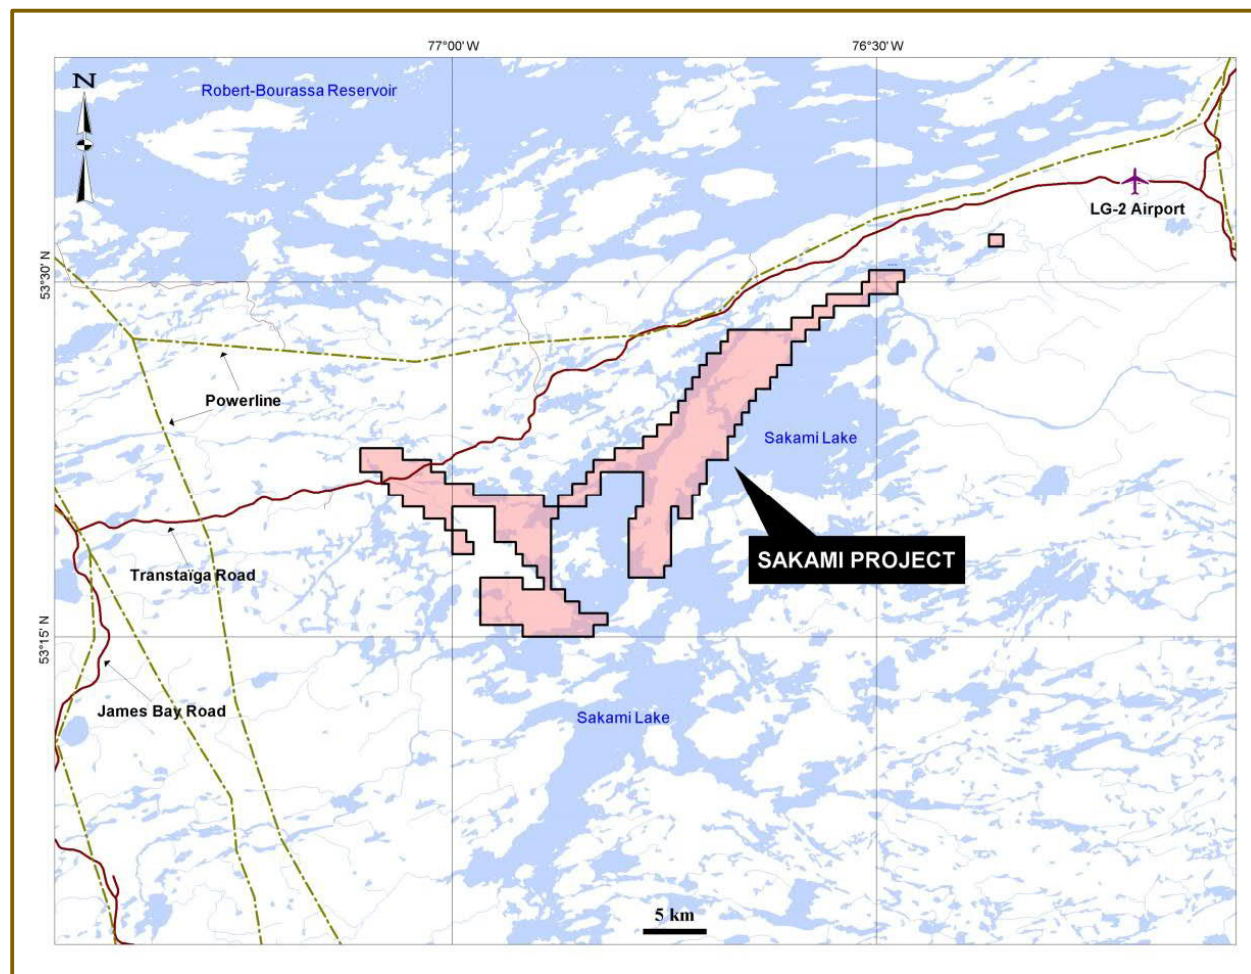 77°00' W
76°30' W
N
Robert-Bourassa Reservoir
LG-2 Airport
53°30' N
Powerline
Sakami Lake
SAKAMI PROJECT
Transtaïga Road
53°15' N
James Bay Road
Sakami Lake
5 km